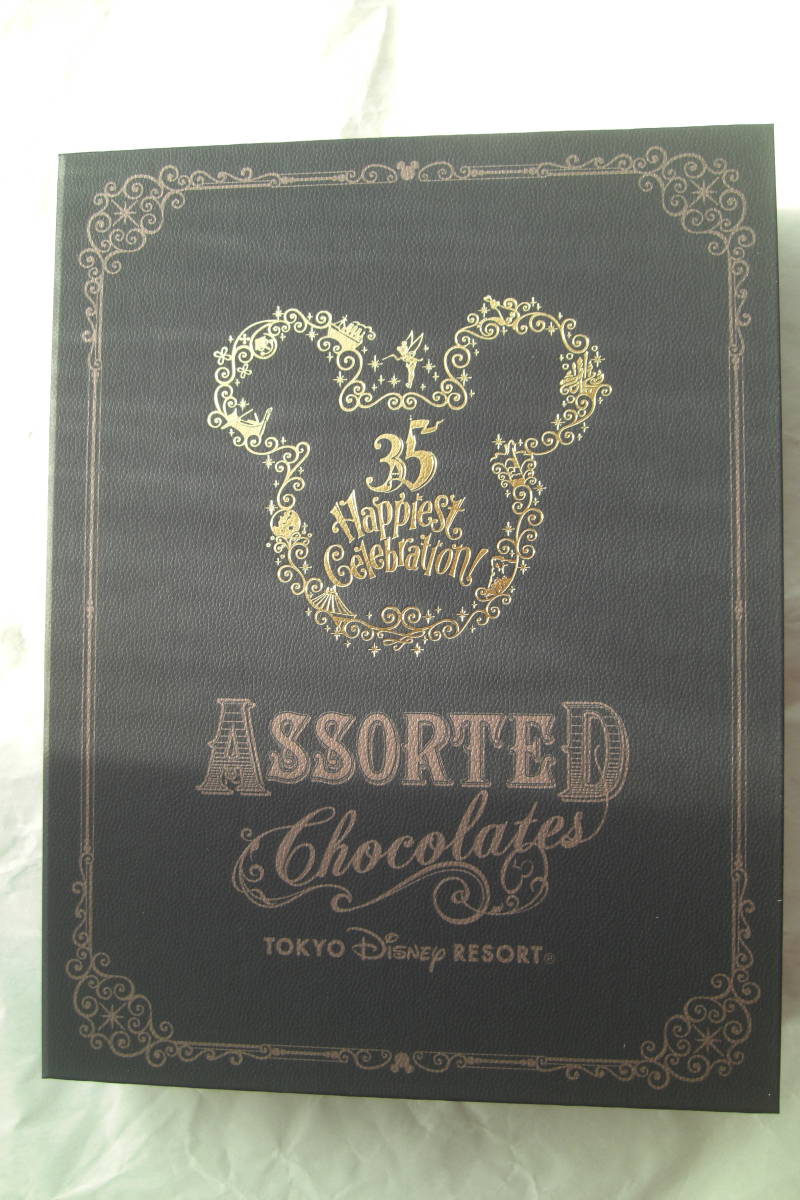 35
Happiest
Celebration!
ASSORTED
Chocolates
TOKYO Disney RESORT®